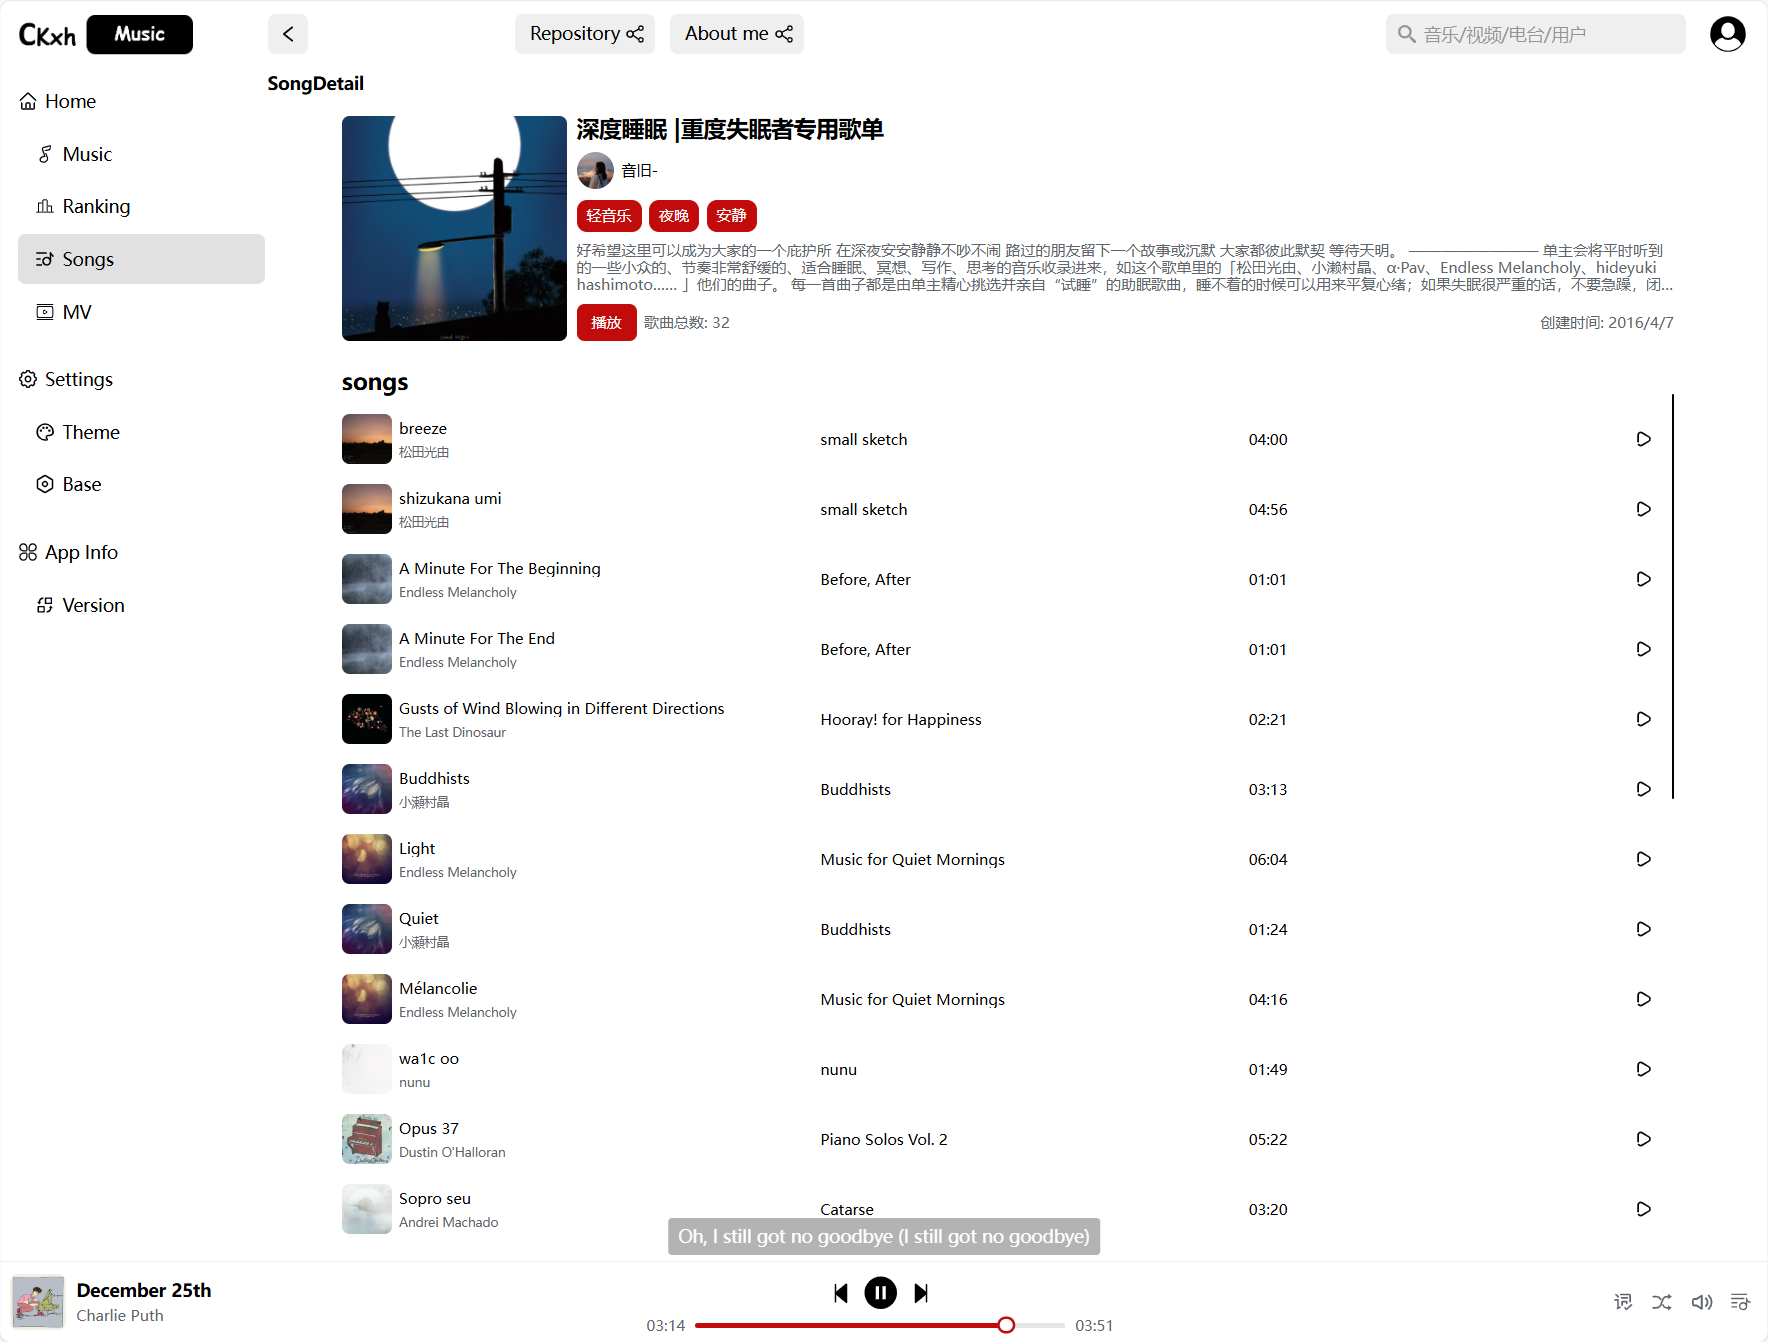 CKxh Music
Repository
About me
音乐/视频/电台/用户
Home
Music
Ranking
Songs
MV
Settings
Theme
Base
App Info
Version
SongDetail
深度睡眠 |重度失眠者专用歌单
音旧-
轻音乐 夜晚 安静
好希望这里可以成为大家的一个庇护所 在深夜安安静静不吵不闹 路过的朋友留下一个故事或沉默 大家都彼此默契 等待天明。 ————————— 单主会将平时听到
的一些小众的、节奏非常舒缓的、适合睡眠、冥想、写作、思考的音乐收录进来，如这个歌单里的「松田光由、小濑村晶、α·Pav、Endless Melancholy、hideyuki
hashimoto...... 」他们的曲子。 每一首曲子都是由单主精心挑选并亲自“试睡”的助眠歌曲，睡不着的时候可以用来平复心绪；如果失眠很严重的话，不要急躁，闭...
播放 歌曲总数: 32 创建时间: 2016/4/7
songs
breeze
松田光由
small sketch
04:00
shizukana umi
松田光由
small sketch
04:56
A Minute For The Beginning
Endless Melancholy
Before, After
01:01
A Minute For The End
Endless Melancholy
Before, After
01:01
Gusts of Wind Blowing in Different Directions
The Last Dinosaur
Hooray! for Happiness
02:21
Buddhists
小瀬村晶
Buddhists
03:13
Light
Endless Melancholy
Music for Quiet Mornings
06:04
Quiet
小瀬村晶
Buddhists
01:24
Mélancolie
Endless Melancholy
Music for Quiet Mornings
04:16
wa1c oo
nunu
nunu
01:49
Opus 37
Dustin O'Halloran
Piano Solos Vol. 2
05:22
Sopro seu
Andrei Machado
Catarse
03:20
Oh, I still got no goodbye (I still got no goodbye)
December 25th
Charlie Puth
03:14
03:51
词